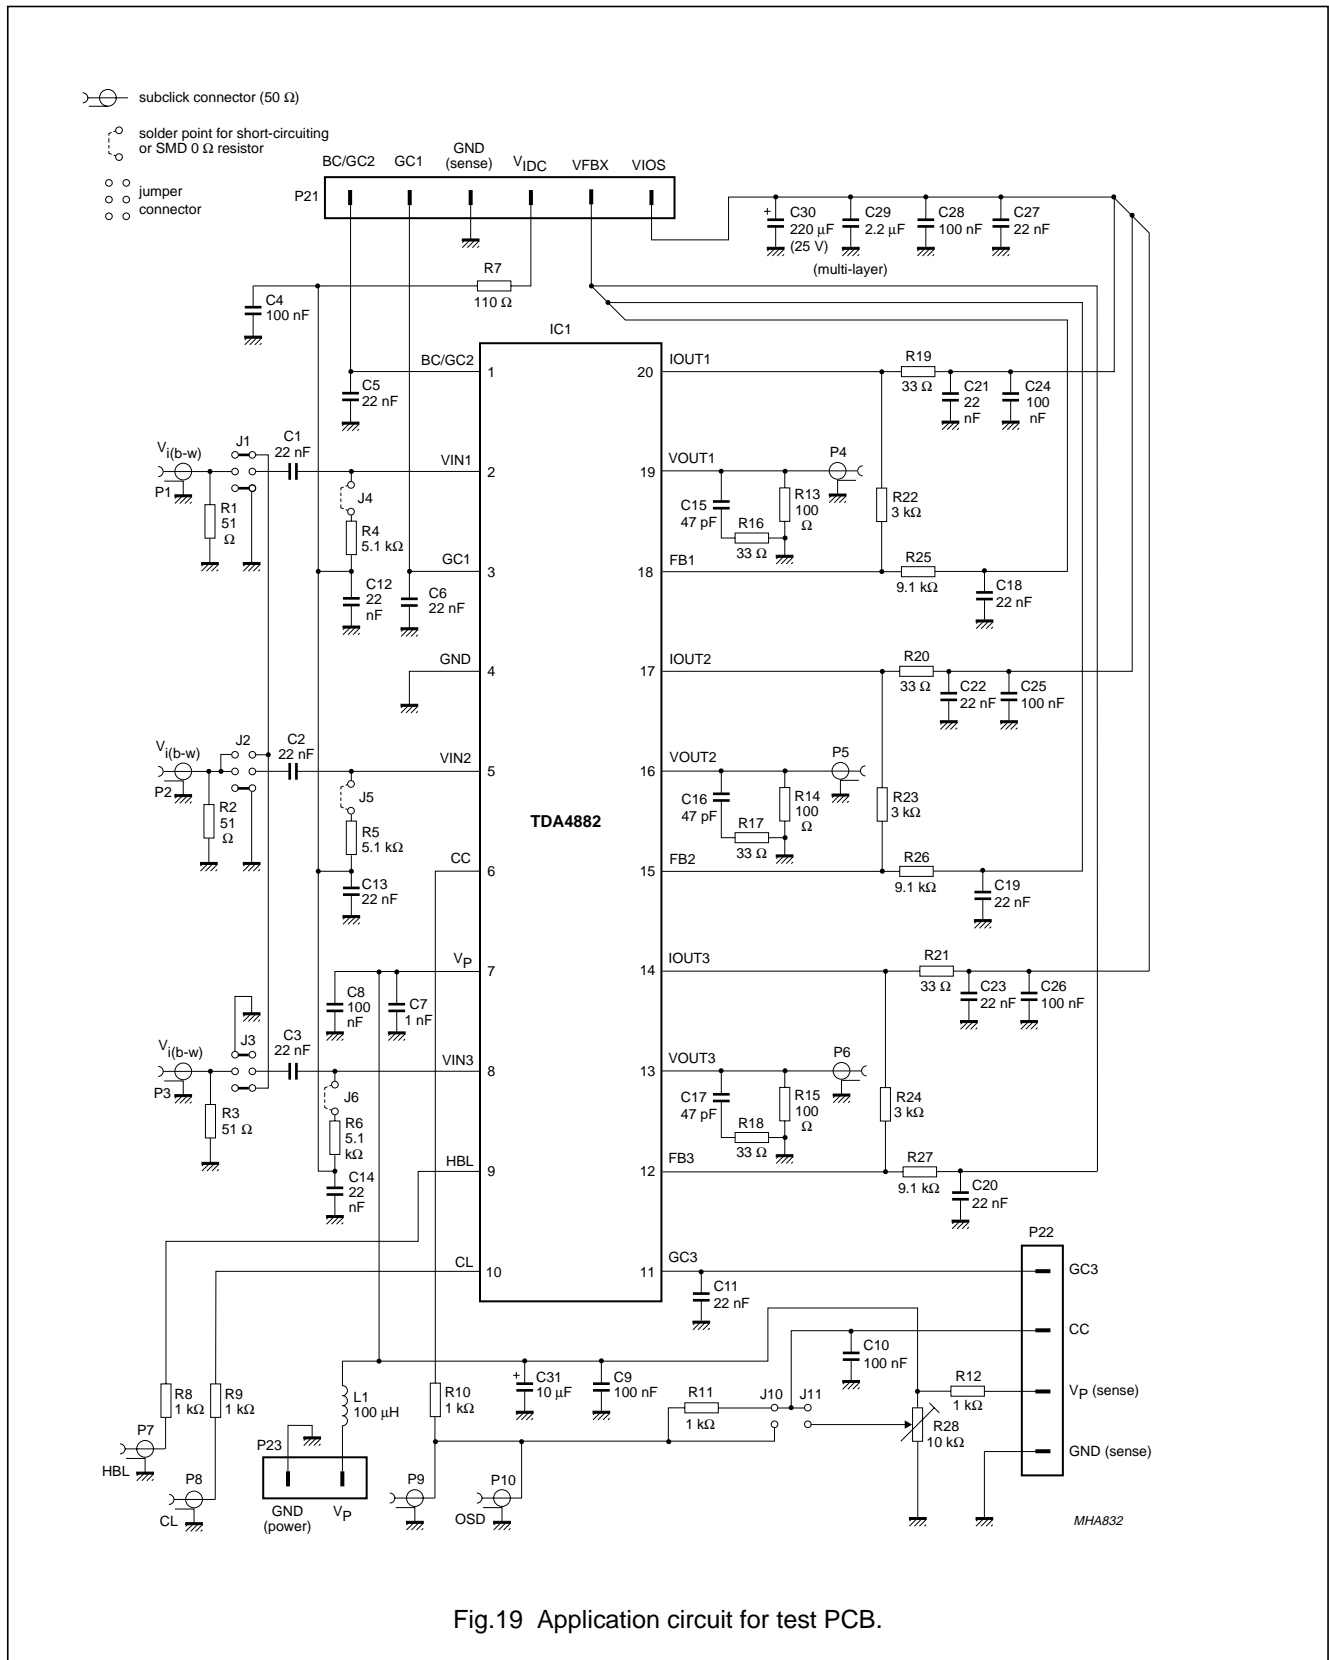 subclick connector (50 Ω)
solder point for short-circuiting
or SMD 0 Ω resistor
jumper
connector
BC/GC2
GC1
GND
(sense)
VIDC
VFBX
VIOS
P21
+
C30
220 μF
(25 V)
C29
2.2 μF
C28
100 nF
C27
22 nF
(multi-layer)
R7
110 Ω
C4
100 nF
IC1
BC/GC2
1
C5
22 nF
20
IOUT1
R19
33 Ω
C21
22
nF
C24
100
nF
Vi(b-w)
P1
J1
C1
22 nF
VIN1
2
R1
51
Ω
J4
R4
5.1 kΩ
19
VOUT1
P4
C15
47 pF
R13
100
Ω
R16
33 Ω
R22
3 kΩ
GC1
3
C12
22
nF
C6
22 nF
18
FB1
R25
9.1 kΩ
C18
22 nF
GND
4
17
IOUT2
R20
33 Ω
C22
22 nF
C25
100 nF
Vi(b-w)
P2
J2
C2
22 nF
VIN2
5
R2
51
Ω
J5
R5
5.1 kΩ
TDA4882
16
VOUT2
P5
C16
47 pF
R14
100
Ω
R17
33 Ω
R23
3 kΩ
CC
6
C13
22 nF
15
FB2
R26
9.1 kΩ
C19
22 nF
VP
7
C8
100
nF
C7
1 nF
14
IOUT3
R21
33 Ω
C23
22 nF
C26
100 nF
Vi(b-w)
P3
J3
C3
22 nF
VIN3
8
R3
51 Ω
J6
R6
5.1
kΩ
13
VOUT3
P6
C17
47 pF
R15
100
Ω
R18
33 Ω
R24
3 kΩ
HBL
9
C14
22
nF
12
FB3
R27
9.1 kΩ
C20
22 nF
CL
10
11
GC3
C11
22 nF
P22
GC3
CC
VP (sense)
GND (sense)
C10
100 nF
R12
1 kΩ
R8
1 kΩ
R9
1 kΩ
L1
100 μH
R10
1 kΩ
+
C31
10 μF
C9
100 nF
R11
1 kΩ
J10
J11
R28
10 kΩ
P7
HBL
P8
CL
P23
GND
(power)
VP
P9
P10
OSD
MHA832
Fig.19 Application circuit for test PCB.